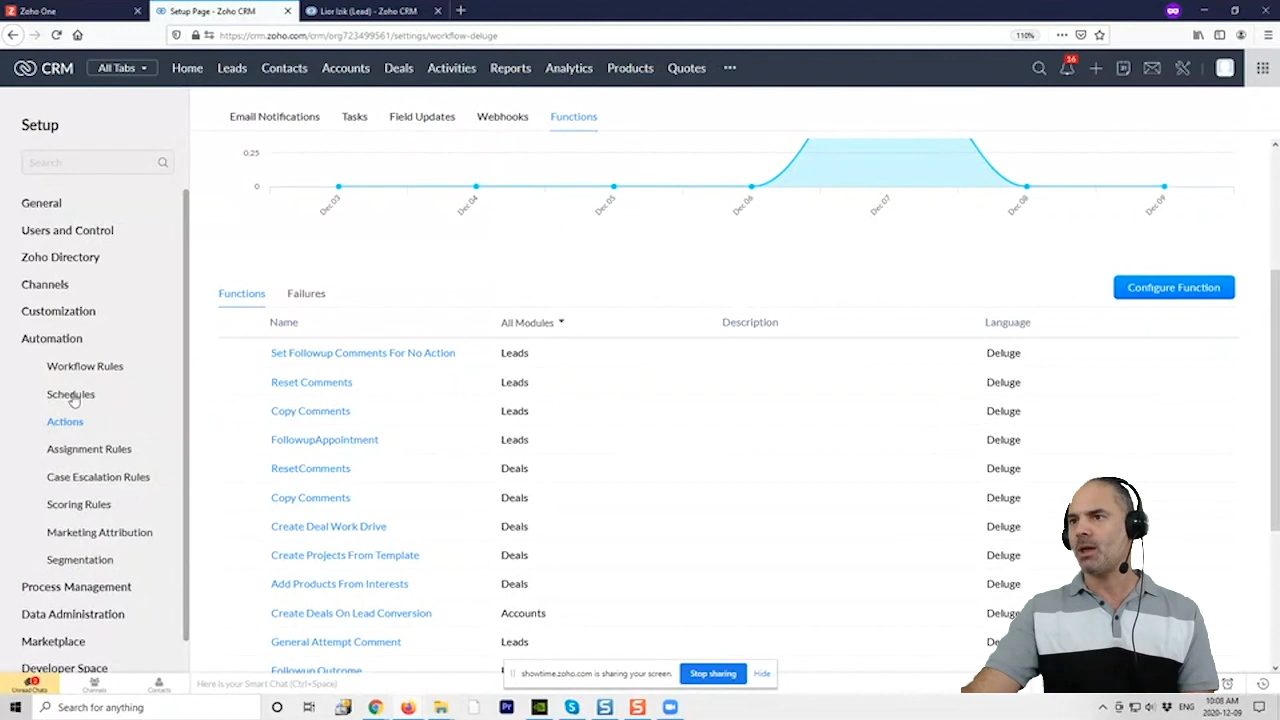 Zoho One
Setup Page - Zoho CRM
Lior Izik (Lead) - Zoho CRM
https://crm.zoho.com/crm/org723499561/settings/workflow-deluge
110%
CRM
All Tabs
Home
Leads
Contacts
Accounts
Deals
Activities
Reports
Analytics
Products
Quotes
16
Setup
Search
General
Users and Control
Zoho Directory
Channels
Customization
Automation
Workflow Rules
Schedules
Actions
Assignment Rules
Case Escalation Rules
Scoring Rules
Marketing Attribution
Segmentation
Process Management
Data Administration
Marketplace
Developer Space
Email Notifications
Tasks
Field Updates
Webhooks
Functions
0.25
0
Dec 03
Dec 04
Dec 05
Dec 06
Dec 07
Dec 08
Dec 09
Functions
Failures
Configure Function
Name
All Modules
Description
Language
Set Followup Comments For No Action
Leads
Deluge
Reset Comments
Leads
Deluge
Copy Comments
Leads
Deluge
FollowupAppointment
Leads
Deluge
ResetComments
Deals
Deluge
Copy Comments
Deals
Deluge
Create Deal Work Drive
Deals
Deluge
Create Projects From Template
Deals
Deluge
Add Products From Interests
Deals
Deluge
Create Deals On Lead Conversion
Accounts
Deluge
General Attempt Comment
Leads
Followup Outcome
showtime.zoho.com is sharing your screen.
Stop sharing
Hide
Unread Chats
Channels
Contacts
Here is your Smart Chat (Ctrl+Space)
Search for anything
ENG
10:08 AM
2020-12-09